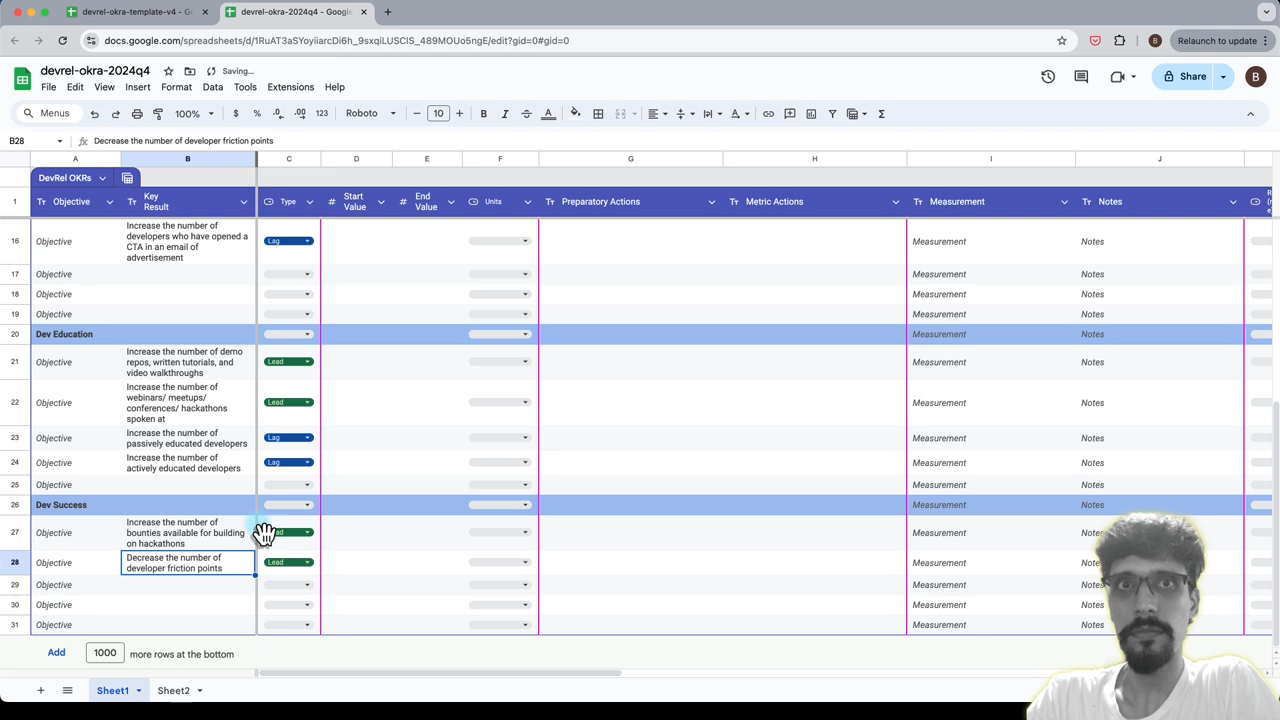 devrel-okra-template-v4 - Go
devrel-okra-2024q4 - Google
docs.google.com/spreadsheets/d/1RuAT3aSYoyiiarcDi6h_9sxqiLUSCIS_489MOUo5ngE/edit?gid=0#gid=0
B
Relaunch to update
devrel-okra-2024q4
Saving...
File Edit View Insert Format Data Tools Extensions Help
Share
B
Menus
100%
$ % .0 .00 123
Roboto
10
B I
B28
Decrease the number of developer friction points
A B C D E F G H I J
DevRel OKRs
1
Objective
Key Result
Type
Start Value
End Value
Units
Preparatory Actions
Metric Actions
Measurement
Notes
16
Objective
Increase the number of
developers who have opened a
CTA in an email of
advertisement
Lag
Measurement
Notes
17 Objective Measurement Notes
18 Objective Measurement Notes
19 Objective Measurement Notes
20 Dev Education Measurement Notes
21
Objective
Increase the number of demo
repos, written tutorials, and
video walkthroughs
Lead
Measurement
Notes
22
Objective
Increase the number of
webinars/ meetups/
conferences/ hackathons
spoken at
Lead
Measurement
Notes
23
Objective
Increase the number of
passively educated developers
Lag
Measurement
Notes
24
Objective
Increase the number of
actively educated developers
Lag
Measurement
Notes
25 Objective Measurement Notes
26 Dev Success Measurement Notes
27
Objective
Increase the number of
bounties available for building
on hackathons
Measurement
Notes
28
Objective
Decrease the number of
developer friction points
Lead
Measurement
Notes
29 Objective Measurement Notes
30 Objective Measurement Notes
31 Objective Measurement Notes
Add 1000 more rows at the bottom
Sheet1
Sheet2